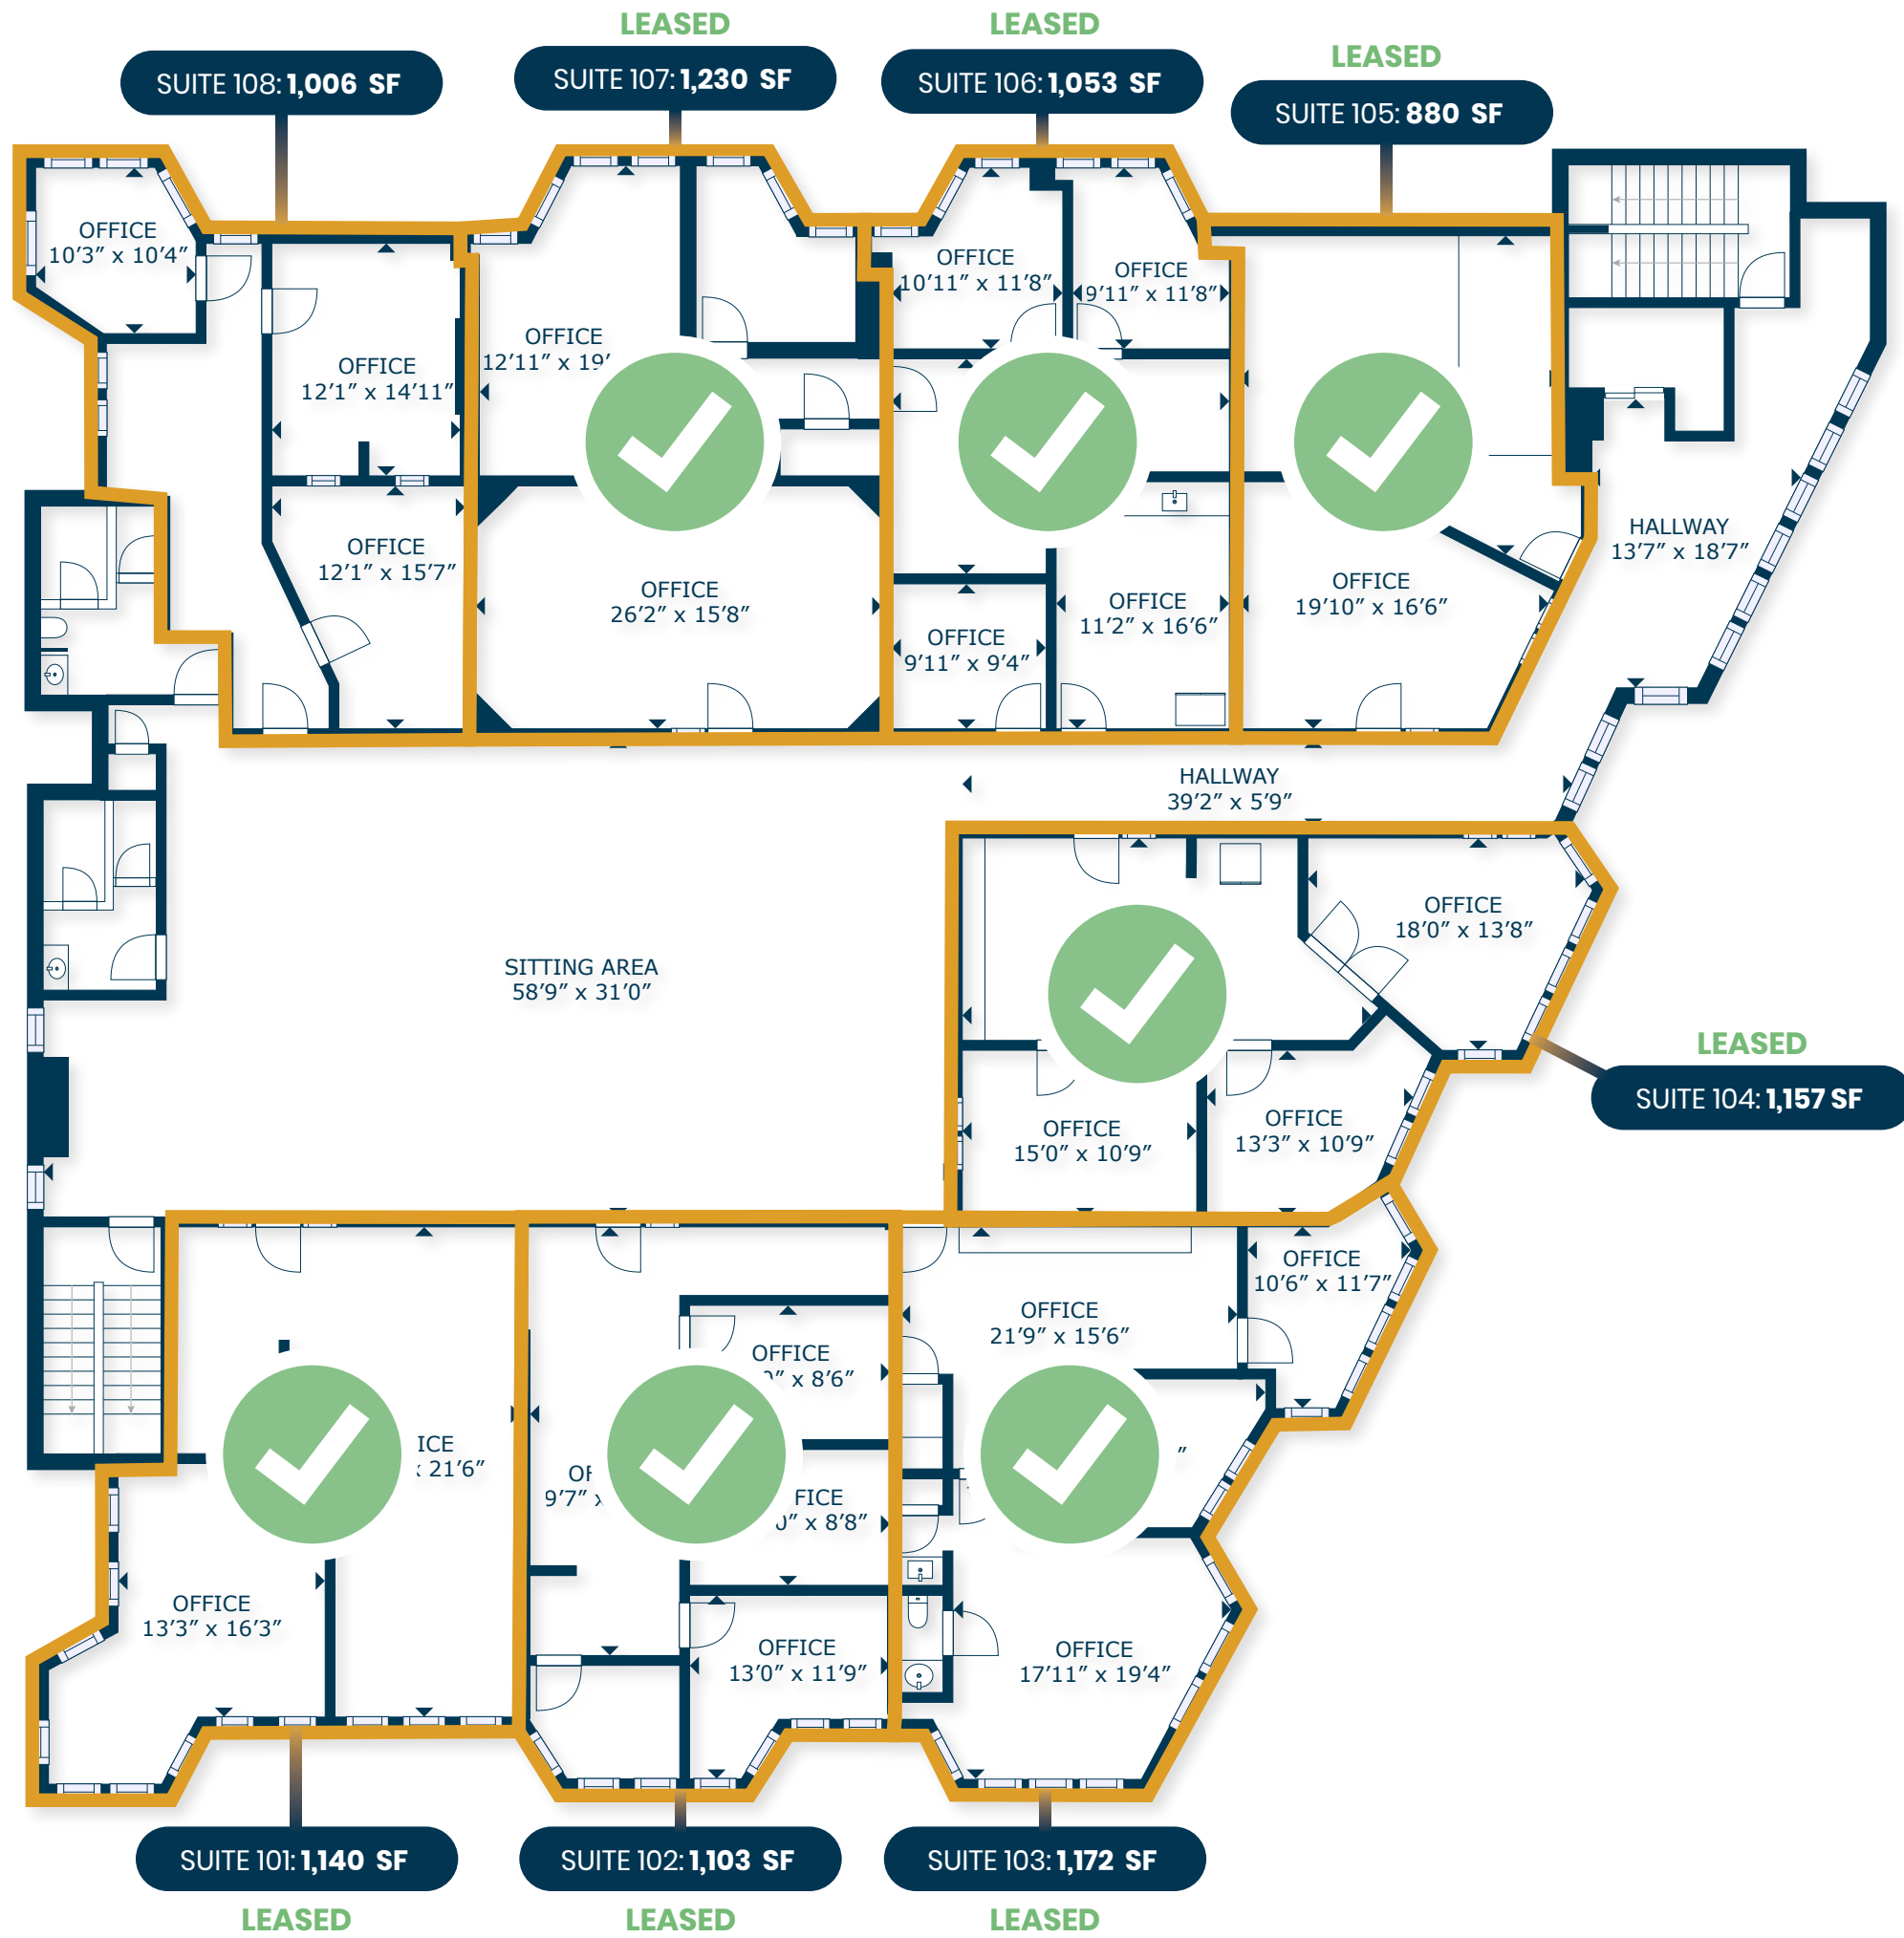 LEASED
LEASED
LEASED
SUITE 108: 1,006 SF
SUITE 107: 1,230 SF
SUITE 106: 1,053 SF
SUITE 105: 880 SF
OFFICE
10'3" x 10'4"
OFFICE
12'1" x 14'11"
OFFICE
12'1" x 15'7"
OFFICE
12'11" x 19'
OFFICE
26'2" x 15'8"
OFFICE
10'11" x 11'8"
OFFICE
9'11" x 11'8"
OFFICE
9'11" x 9'4"
OFFICE
11'2" x 16'6"
OFFICE
19'10" x 16'6"
HALLWAY
13'7" x 18'7"
HALLWAY
39'2" x 5'9"
SITTING AREA
58'9" x 31'0"
OFFICE
18'0" x 13'8"
OFFICE
15'0" x 10'9"
OFFICE
13'3" x 10'9"
LEASED
SUITE 104: 1,157 SF
OFFICE
10'6" x 11'7"
OFFICE
21'9" x 15'6"
OFFICE
x 8'6"
x 21'6"
9'7" x
x 8'8"
OFFICE
13'3" x 16'3"
OFFICE
13'0" x 11'9"
OFFICE
17'11" x 19'4"
SUITE 101: 1,140 SF
SUITE 102: 1,103 SF
SUITE 103: 1,172 SF
LEASED
LEASED
LEASED